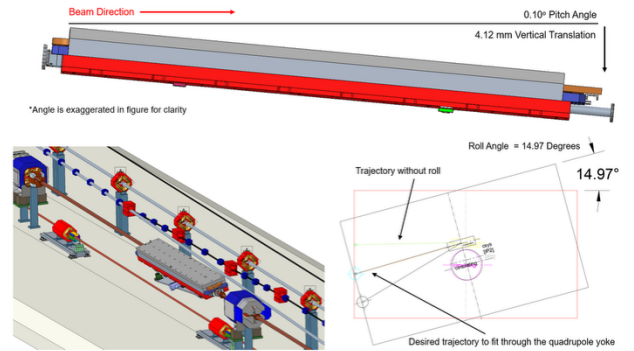 Beam Direction
0.10º Pitch Angle
4.12 mm Vertical Translation
*Angle is exaggerated in figure for clarity
Roll Angle = 14.97 Degrees
Trajectory without roll
14.97°
Desired trajectory to fit through the quadrupole yoke